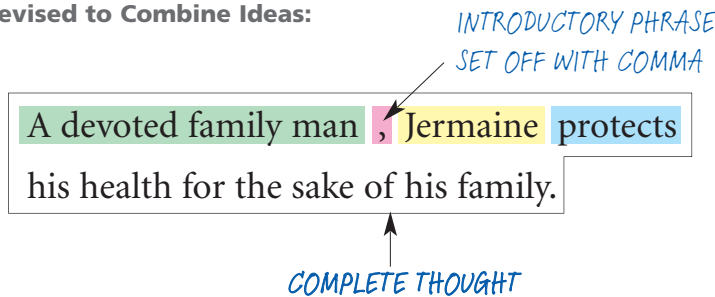 evised to Combine Ideas:
INTRODUCTORY PHRASE
SET OFF WITH COMMA
A devoted family man , Jermaine protects
his health for the sake of his family.
COMPLETE THOUGHT